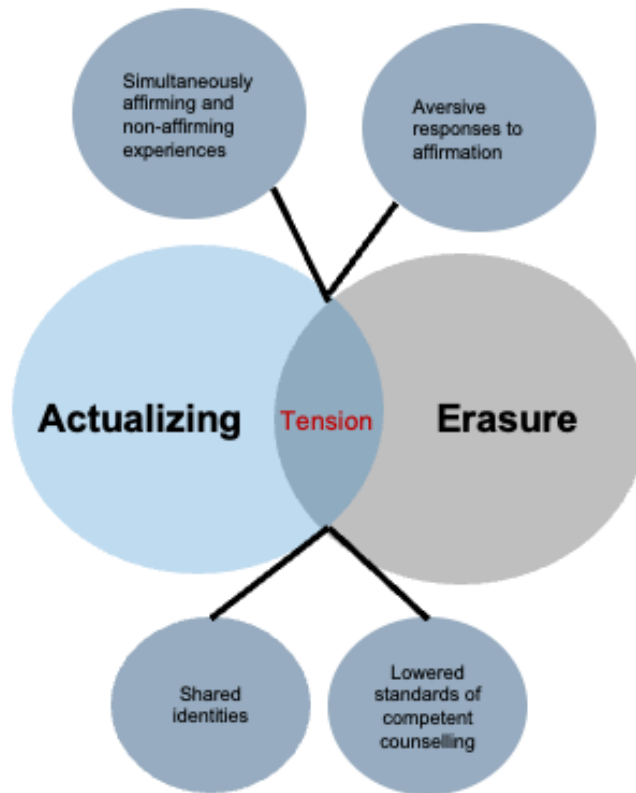 Simultaneously
affirming and
non-affirming
experiences
Aversive
responses to
affirmation
Actualizing
Tension
Erasure
Shared
identities
Lowered
standards of
competent
counselling